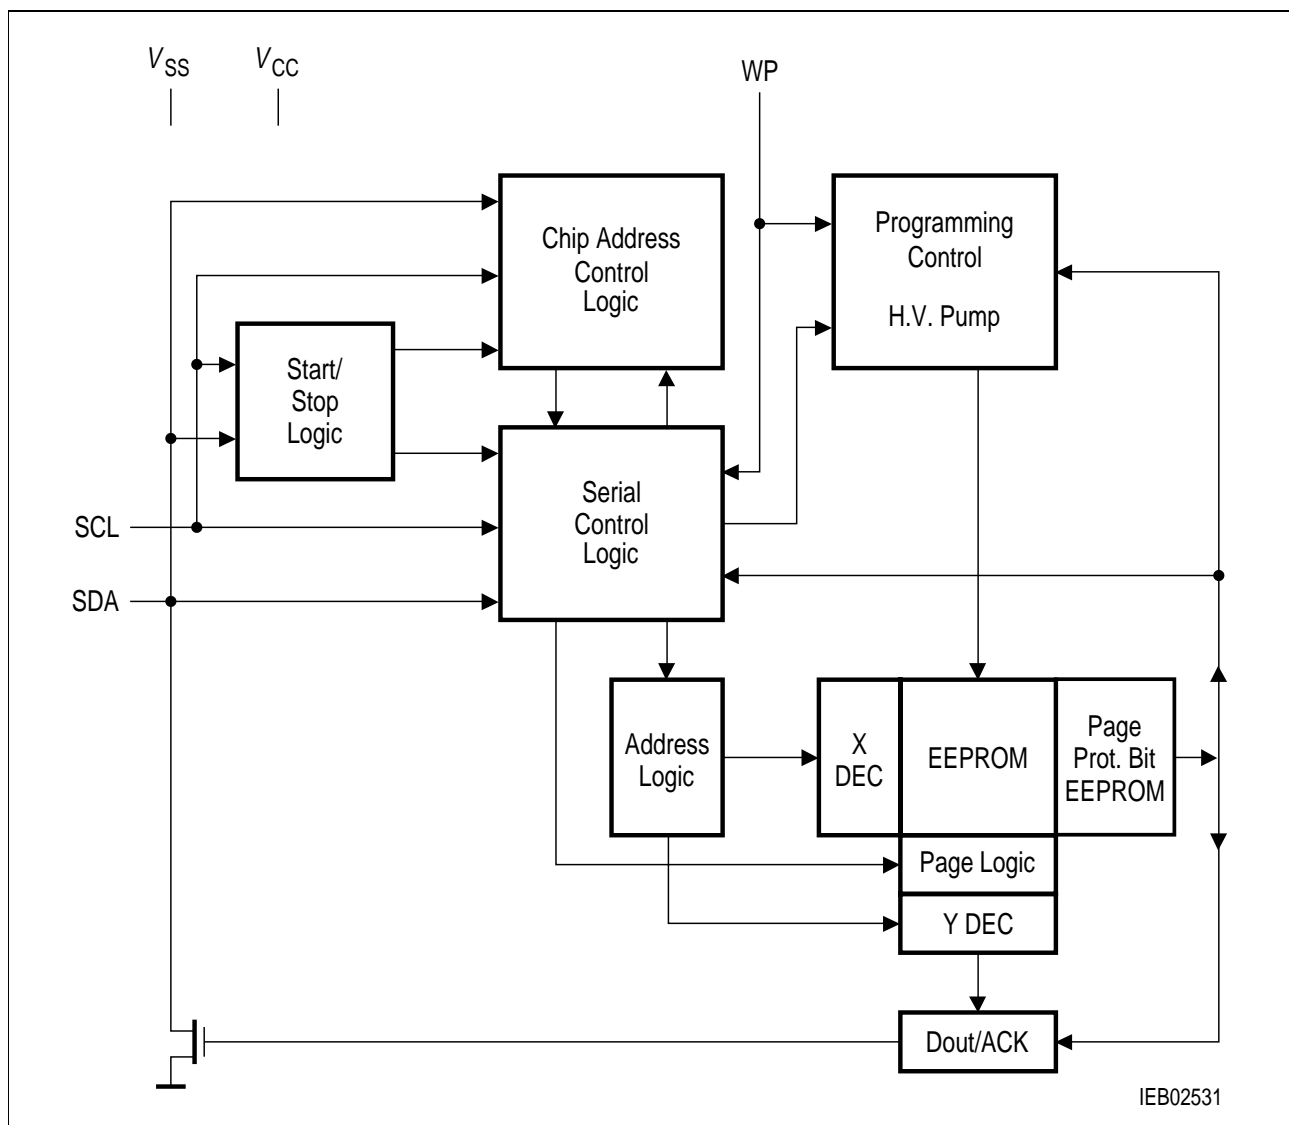 VSS
VCC
WP
Chip Address
Control
Logic
Programming
Control
H.V. Pump
Start/
Stop
Logic
Serial
Control
Logic
SCL
SDA
Address
Logic
X
DEC
EEPROM
Page
Prot. Bit
EEPROM
Page Logic
Y DEC
Dout/ACK
IEB02531